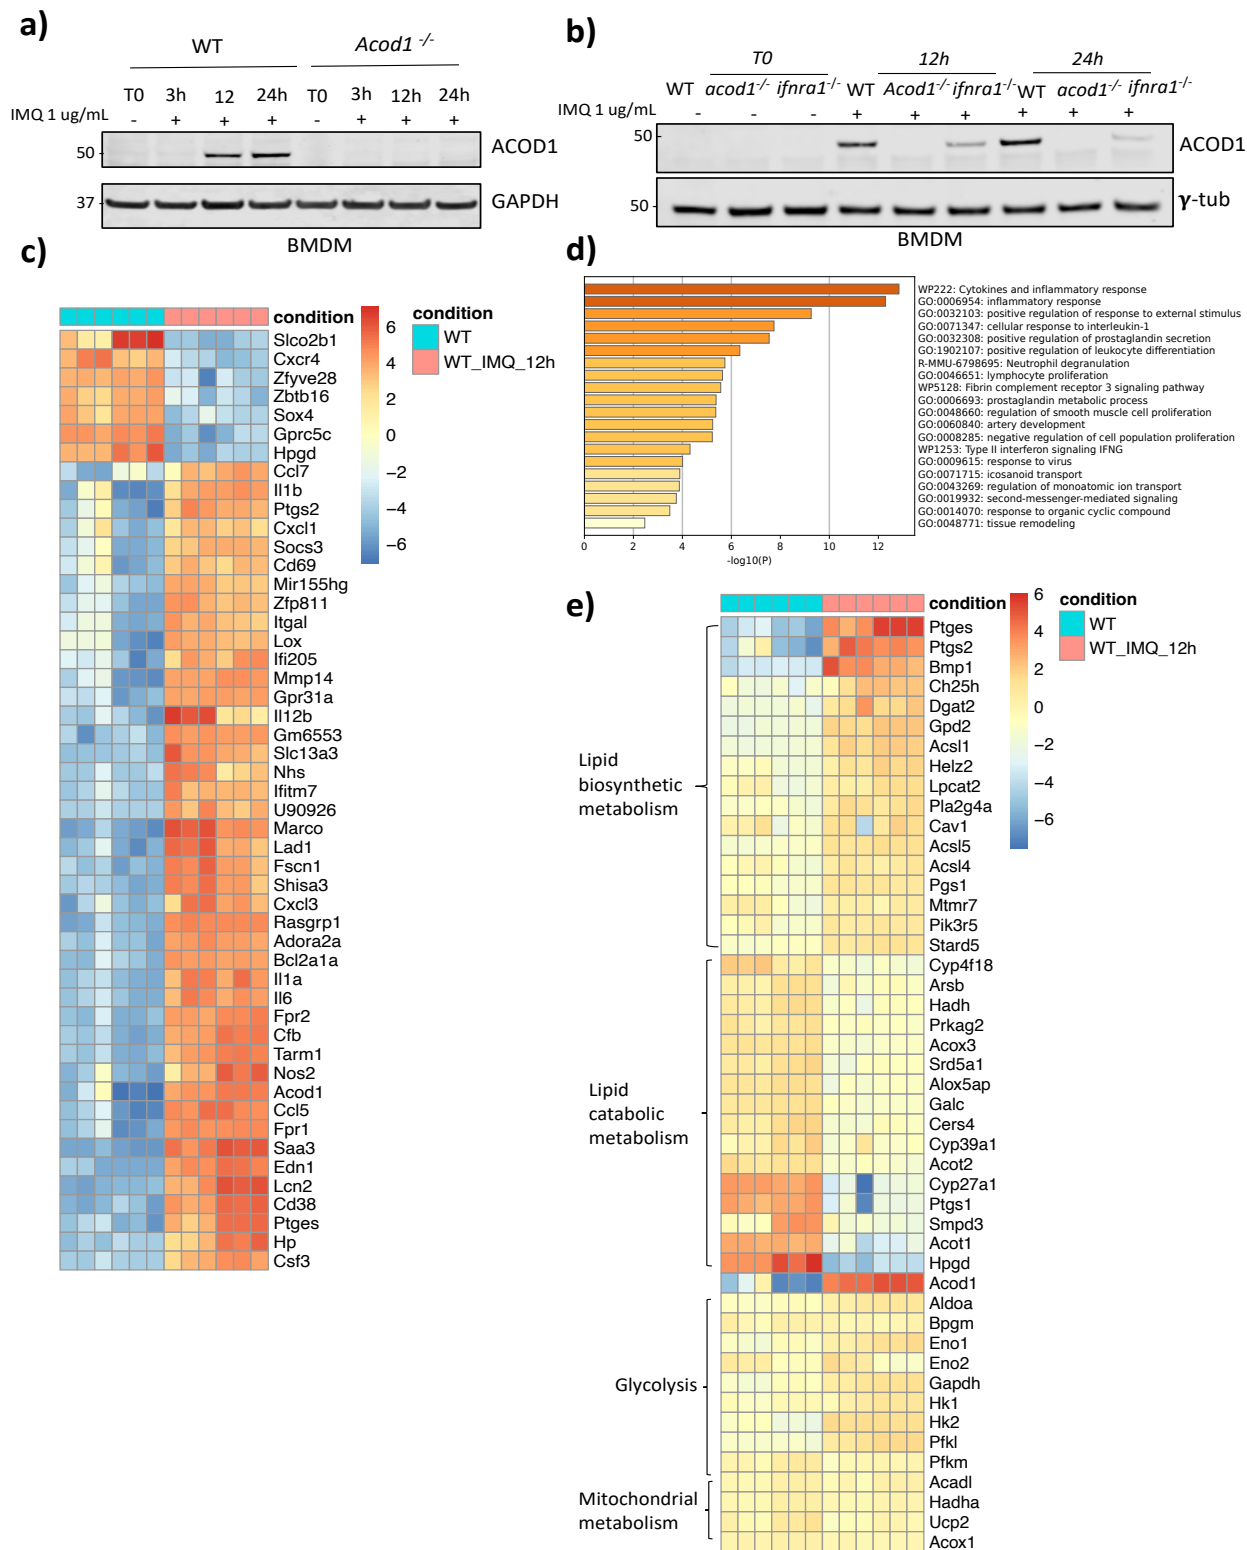 a)
WT
Acod1 -/-
T0 3h 12 24h T0 3h 12h 24h
IMQ 1 ug/mL - + + + - + + +
50
ACOD1
37
GAPDH
BMDM
b)
T0 12h 24h
WT acod1-/- ifnra1-/- WT Acod1-/- ifnra1-/- WT acod1-/- ifnra1-/-
IMQ 1 ug/mL - - - + + + + + +
50
ACOD1
50
γ-tub
BMDM
c)
condition
Slco2b1
Cxcr4
Zfyve28
Zbtb16
Sox4
Gprc5c
Hpgd
Ccl7
Il1b
Ptgs2
Cxcl1
Socs3
Cd69
Mir155hg
Zfp811
Itgal
Lox
Ifi205
Mmp14
Gpr31a
Il12b
Gm6553
Slc13a3
Nhs
Ifitm7
U90926
Marco
Lad1
Fscn1
Shisa3
Cxcl3
Rasgrp1
Adora2a
Bcl2a1a
Il1a
Il6
Fpr2
Cfb
Tarm1
Nos2
Acod1
Ccl5
Fpr1
Saa3
Edn1
Lcn2
Cd38
Ptges
Hp
Csf3
6
4
2
0
−2
−4
−6
condition
WT
WT_IMQ_12h
d)
WP222: Cytokines and inflammatory response
GO:0006954: inflammatory response
GO:0032103: positive regulation of response to external stimulus
GO:0071347: cellular response to interleukin-1
GO:0032308: positive regulation of prostaglandin secretion
GO:1902107: positive regulation of leukocyte differentiation
R-MMU-6798695: Neutrophil degranulation
GO:0046651: lymphocyte proliferation
WP5128: Fibrin complement receptor 3 signaling pathway
GO:0006693: prostaglandin metabolic process
GO:0048660: regulation of smooth muscle cell proliferation
GO:0060840: artery development
GO:0008285: negative regulation of cell population proliferation
WP1253: Type II interferon signaling IFNG
GO:0009615: response to virus
GO:0071715: icosanoid transport
GO:0043269: regulation of monoatomic ion transport
GO:0019932: second-messenger-mediated signaling
GO:0014070: response to organic cyclic compound
GO:0048771: tissue remodeling
0 2 4 6 8 10 12
-log10(P)
e)
condition
Lipid
biosynthetic
metabolism
Ptges
Ptgs2
Bmp1
Ch25h
Dgat2
Gpd2
Acsl1
Helz2
Lpcat2
Pla2g4a
Cav1
Acsl5
Acsl4
Pgs1
Mtmr7
Pik3r5
Stard5
Lipid
catabolic
metabolism
Cyp4f18
Arsb
Hadh
Prkag2
Acox3
Srd5a1
Alox5ap
Galc
Cers4
Cyp39a1
Acot2
Cyp27a1
Ptgs1
Smpd3
Acot1
Hpgd
Acod1
Glycolysis
Aldoa
Bpgm
Eno1
Eno2
Gapdh
Hk1
Hk2
Pfkl
Pfkm
Mitochondrial
metabolism
Acadl
Hadha
Ucp2
Acox1
6
4
2
0
−2
−4
−6
condition
WT
WT_IMQ_12h